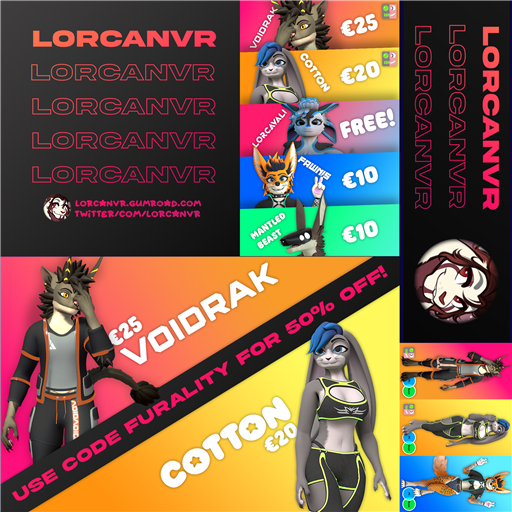 LORCANVR
LORCANVR
LORCANVR
LORCANVR
LORCANVR
LORCANVR.GUMROAD.COM
TWITTER/COM/LORCANVR
VOIDRAK
€25
COTTON
€20
LORCAVALI
FREE!
PAWNIS
€10
MANTLED
BEAST
€10
LORCANVR
LORCANVR
LORCANVR
€25
VOIDRAK
USE CODE FURALITY FOR 50% OFF!
COTTON
€20